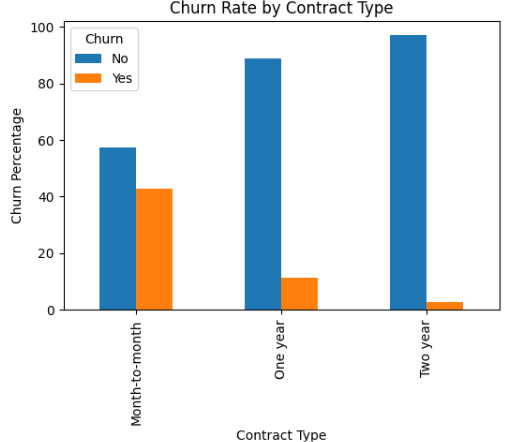 Churn Rate by Contract Type
Churn
No
Yes
100
80
60
40
20
0
Churn Percentage
Month-to-month
One year
Two year
Contract Type